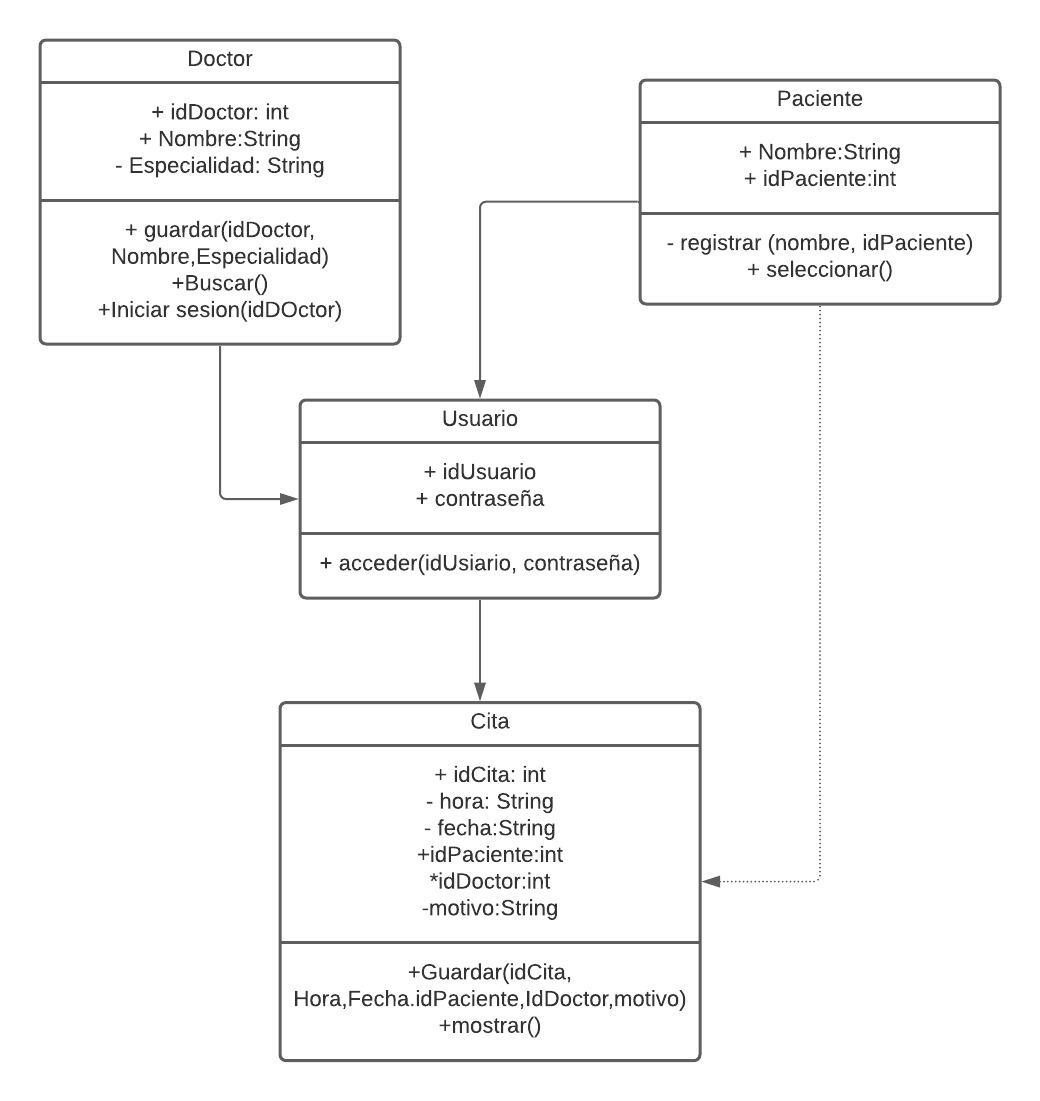 Doctor
+ idDoctor: int
+ Nombre:String
- Especialidad: String
+ guardar(idDoctor,
Nombre,Especialidad)
+Buscar()
+Iniciar sesion(idDOctor)
Paciente
+ Nombre:String
+ idPaciente:int
- registrar (nombre, idPaciente)
+ seleccionar()
Usuario
+ idUsuario
+ contraseña
+ acceder(idUsiario, contraseña)
Cita
+ idCita: int
- hora: String
- fecha:String
+idPaciente:int
*idDoctor:int
-motivo:String
+Guardar(idCita,
Hora,Fecha.idPaciente,IdDoctor,motivo)
+mostrar()